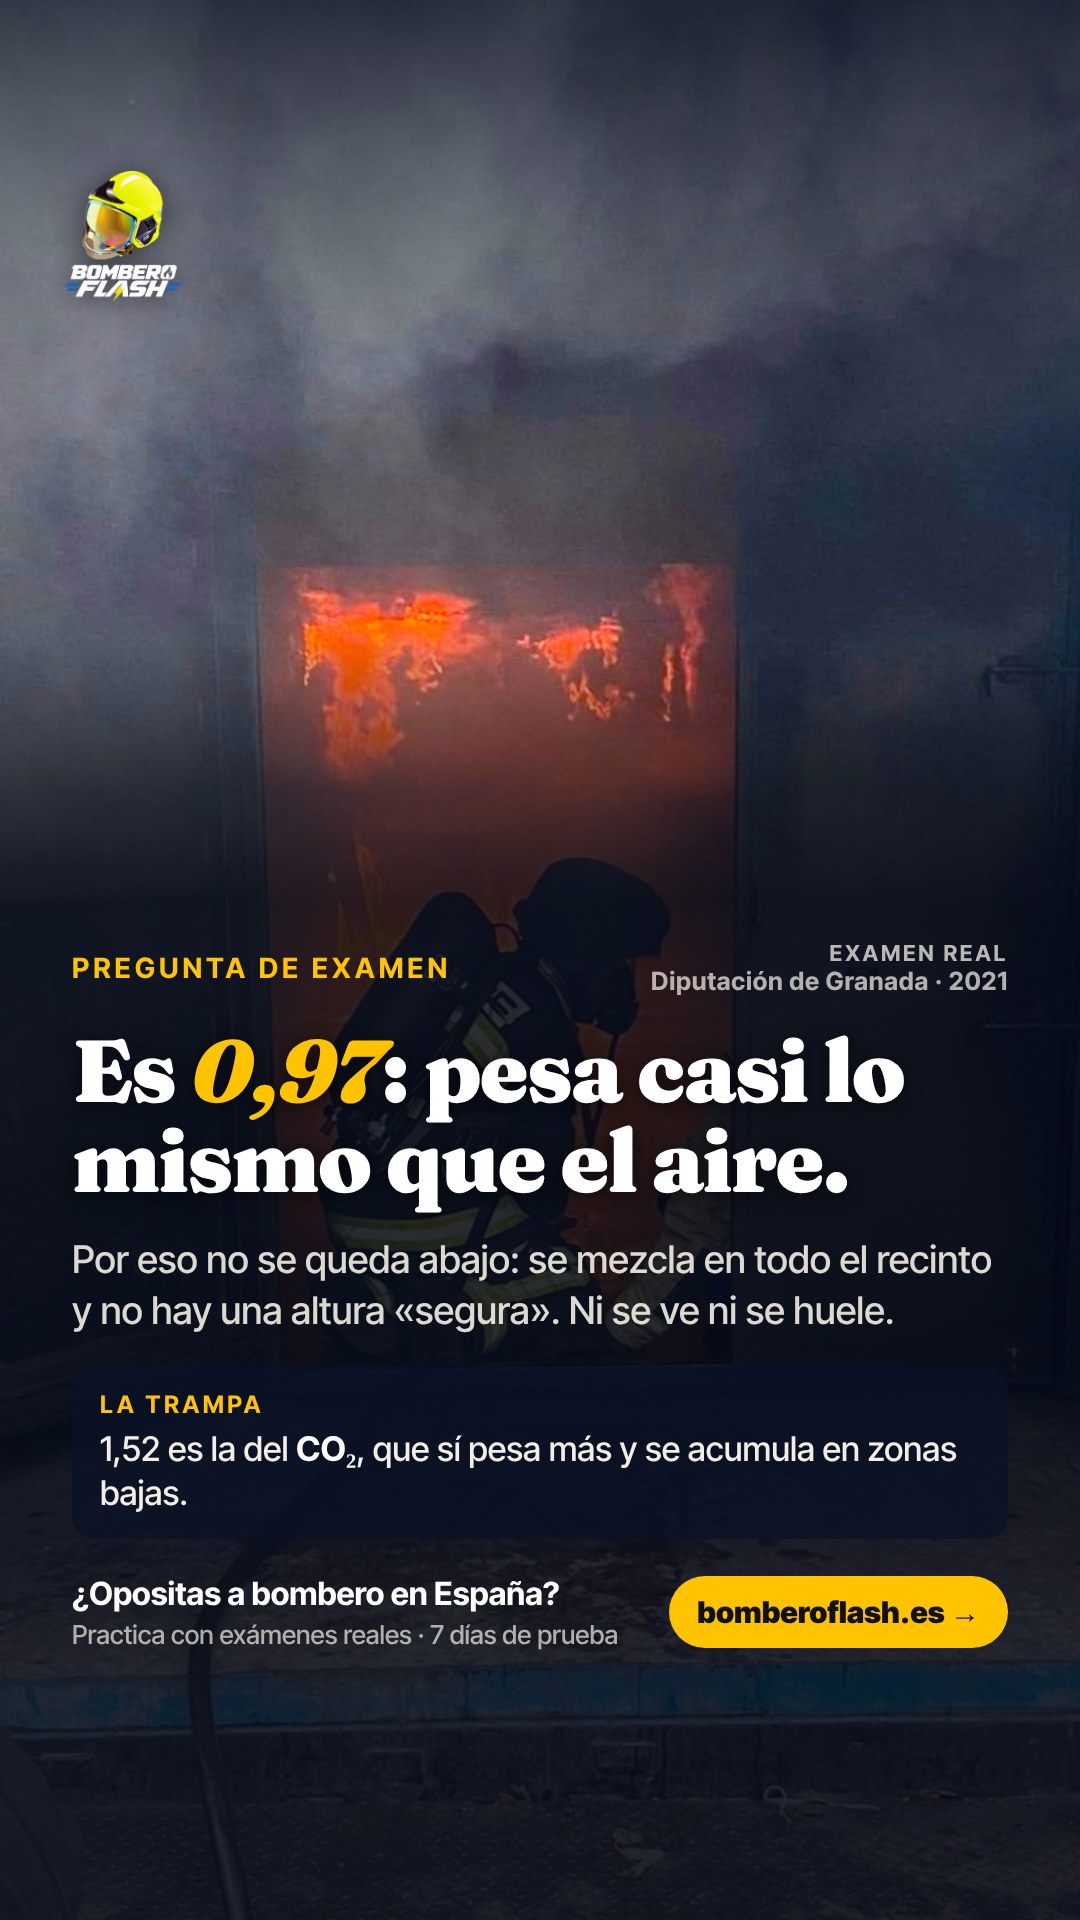 BOMBERO
FLASH
PREGUNTA DE EXAMEN
EXAMEN REAL
Diputación de Granada · 2021
Es 0,97: pesa casi lo
mismo que el aire.
Por eso no se queda abajo: se mezcla en todo el recinto
y no hay una altura «segura». Ni se ve ni se huele.
LA TRAMPA
1,52 es la del CO₂, que sí pesa más y se acumula en zonas
bajas.
¿Opositas a bombero en España?
Practica con exámenes reales · 7 días de prueba
bomberoflash.es →